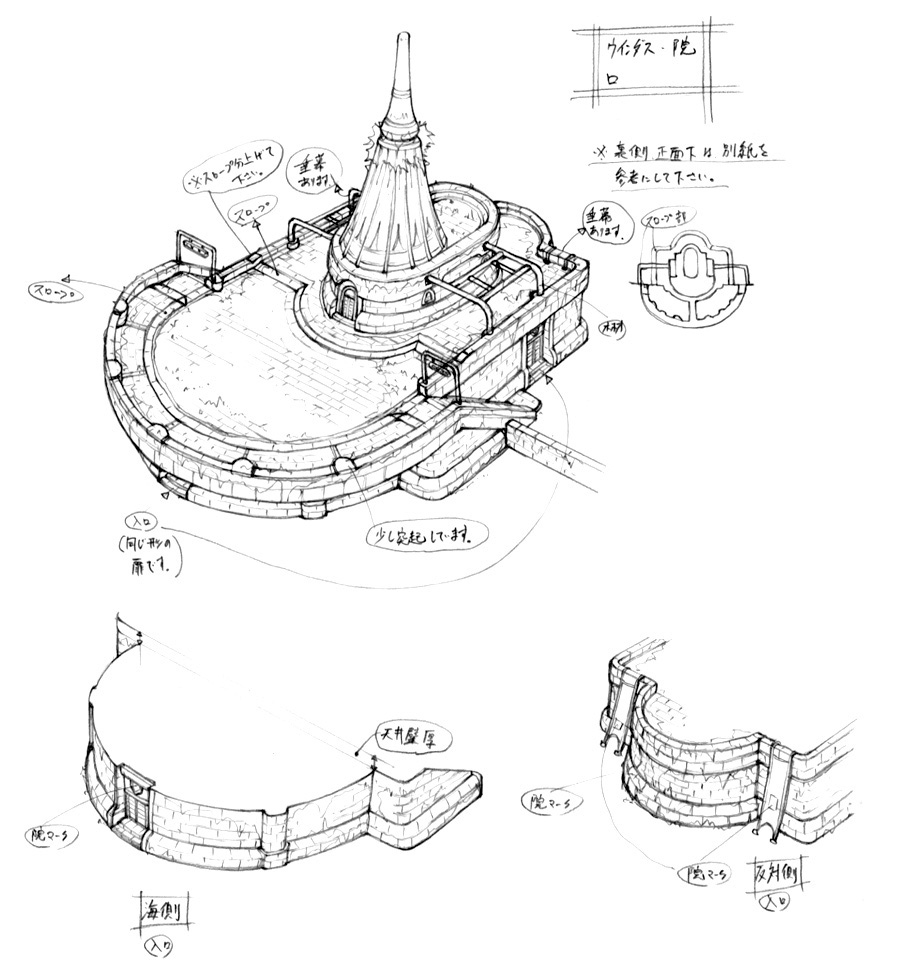 ウインダス・院
口
※ 裏側 正面下は 別紙を
参考にして下さい。
※スロープ分上げて
下さい。
垂幕
あります
スロープ
垂幕
あります。
スロープ
スロープ
木材
入口
(同じ形の
扉です。)
少し突起しています。
天井壁厚
院マーク
院マーク
院マーク
海側
入口
反対側
入口